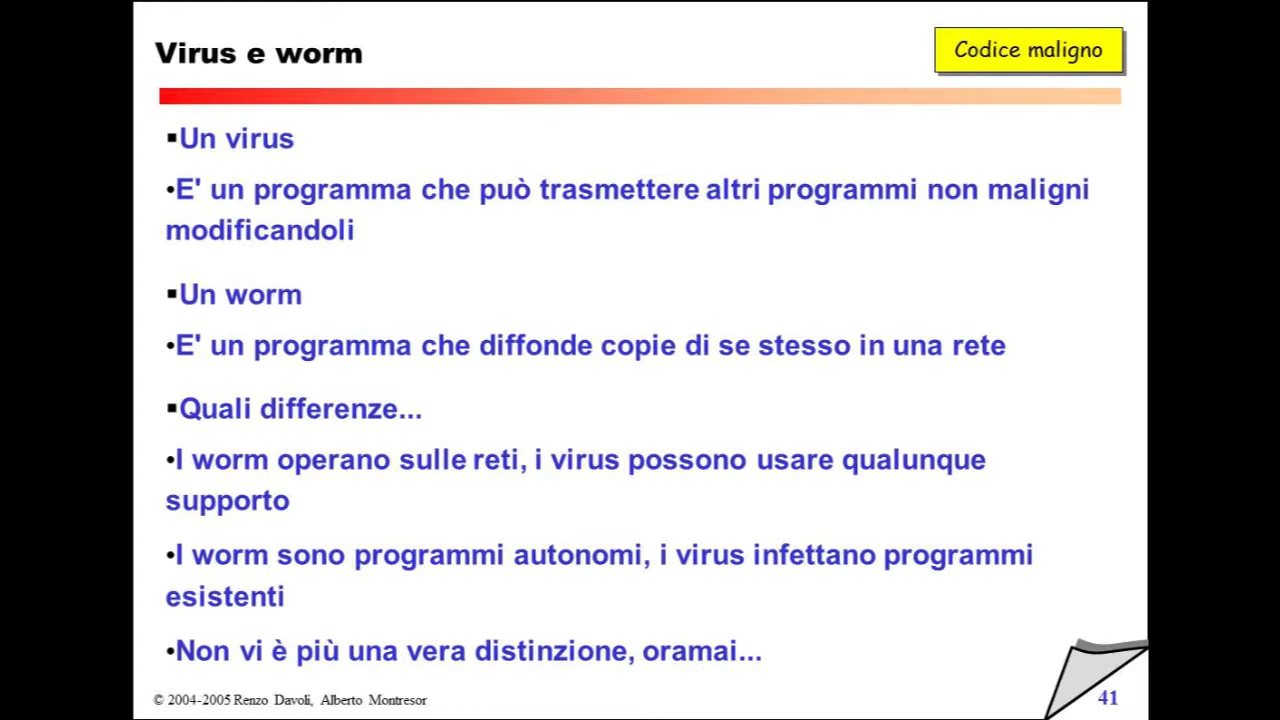 Virus e worm
Codice maligno
▪Un virus
•E' un programma che può trasmettere altri programmi non maligni
modificandoli
▪Un worm
•E' un programma che diffonde copie di se stesso in una rete
▪Quali differenze...
•I worm operano sulle reti, i virus possono usare qualunque
supporto
•I worm sono programmi autonomi, i virus infettano programmi
esistenti
•Non vi è più una vera distinzione, oramai...
© 2004-2005 Renzo Davoli, Alberto Montresor
41